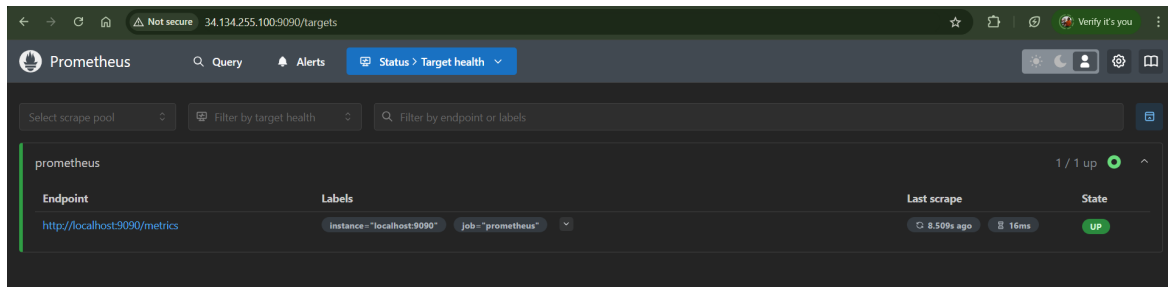 Not secure 34.134.255.100:9090/targets Verify it's you
Prometheus Query Alerts Status > Target health
Select scrape pool Filter by target health Filter by endpoint or labels
prometheus 1 / 1 up
Endpoint Labels Last scrape State
http://localhost:9090/metrics instance="localhost:9090" job="prometheus" 8.509s ago 16ms UP